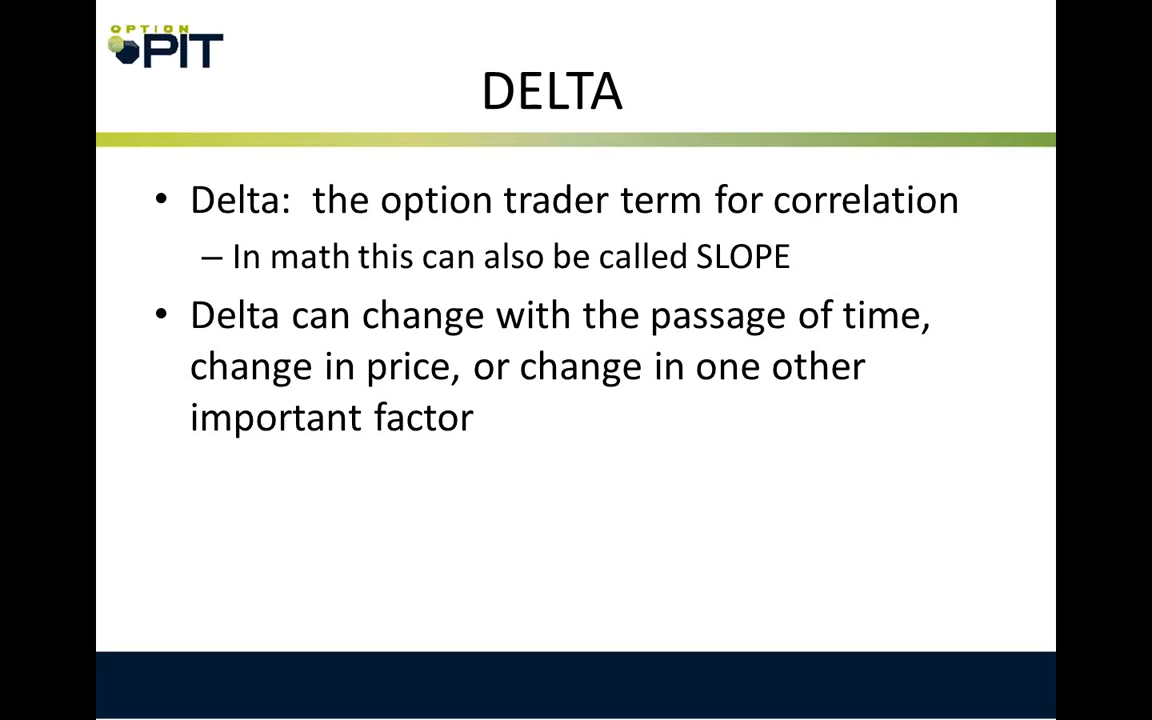 OPTION
PIT
DELTA
• Delta:  the option trader term for correlation
– In math this can also be called SLOPE
• Delta can change with the passage of time,
change in price, or change in one other
important factor